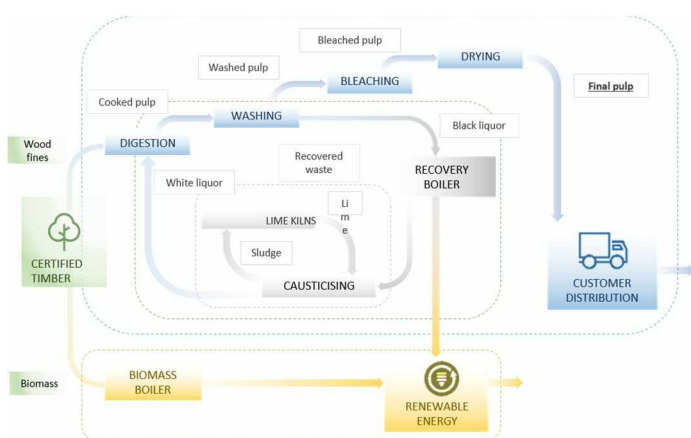 Bleached pulp
DRYING
Washed pulp
BLEACHING
Final pulp
Cooked pulp
WASHING
Black liquor
Wood
fines
DIGESTION
Recovered
waste
RECOVERY
BOILER
White liquor
Li
m
e
LIME KILNS
CERTIFIED
TIMBER
Sludge
CAUSTICISING
CUSTOMER
DISTRIBUTION
Biomass
BIOMASS
BOILER
RENEWABLE
ENERGY